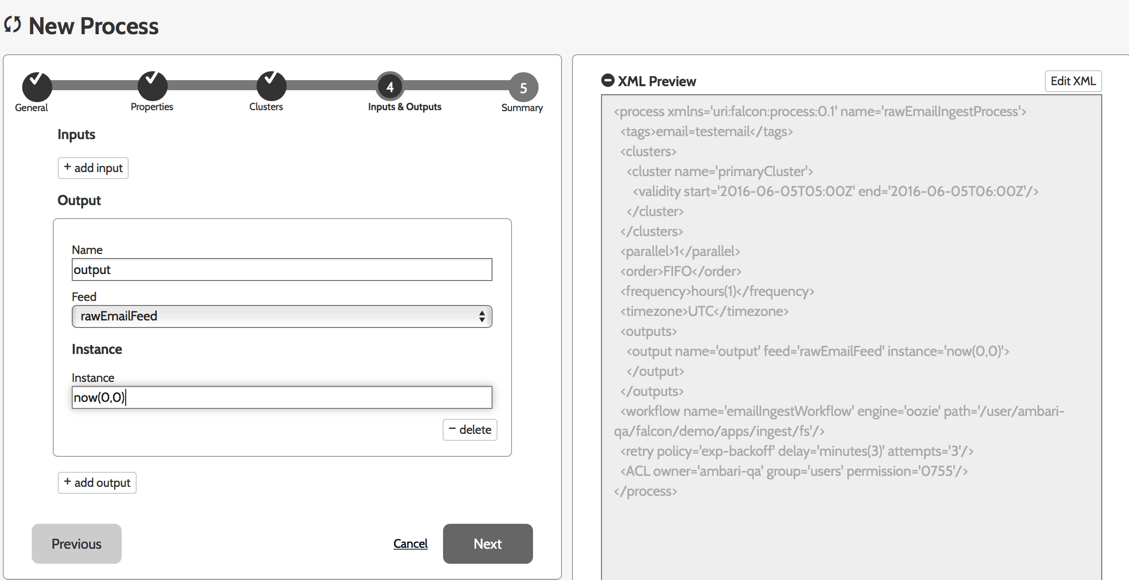 New Process
General
Properties
Clusters
4
Inputs & Outputs
5
Summary
Inputs
+ add input
Output
Name
output
Feed
rawEmailFeed
Instance
Instance
now(0,0)
− delete
+ add output
Previous
Cancel
Next
XML Preview
Edit XML
<process xmlns='uri:falcon:process:0.1' name='rawEmailIngestProcess'>
<tags>email=testemail</tags>
<clusters>
<cluster name='primaryCluster'>
<validity start='2016-06-05T05:00Z' end='2016-06-05T06:00Z'/>
</cluster>
</clusters>
<parallel>1</parallel>
<order>FIFO</order>
<frequency>hours(1)</frequency>
<timezone>UTC</timezone>
<outputs>
<output name='output' feed='rawEmailFeed' instance='now(0,0)'>
</output>
</outputs>
<workflow name='emailIngestWorkflow' engine='oozie' path='/user/ambari-
qa/falcon/demo/apps/ingest/fs'/>
<retry policy='exp-backoff' delay='minutes(3)' attempts='3'/>
<ACL owner='ambari-qa' group='users' permission='0755'/>
</process>